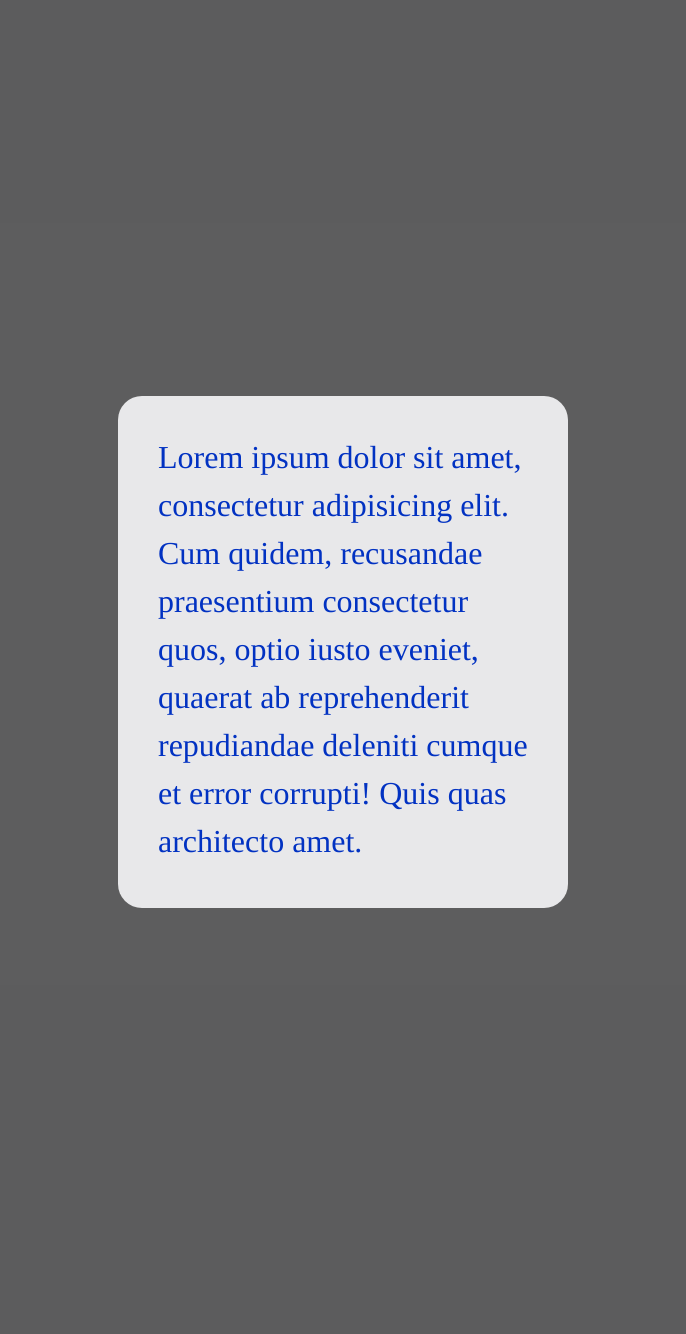 Lorem ipsum dolor sit amet,
consectetur adipisicing elit.
Cum quidem, recusandae
praesentium consectetur
quos, optio iusto eveniet,
quaerat ab reprehenderit
repudiandae deleniti cumque
et error corrupti! Quis quas
architecto amet.